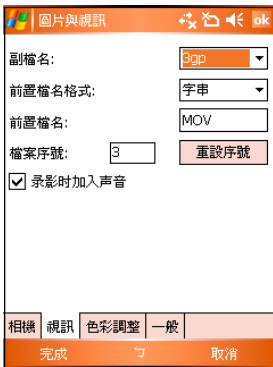 圖片與視訊 ok
副檔名: 3gp
前置檔名格式: 字串
前置檔名: MOV
檔案序號: 3 重設序號
录影时加入声音
相機 視訊 色彩調整 一般
完成 ㄅ 取消